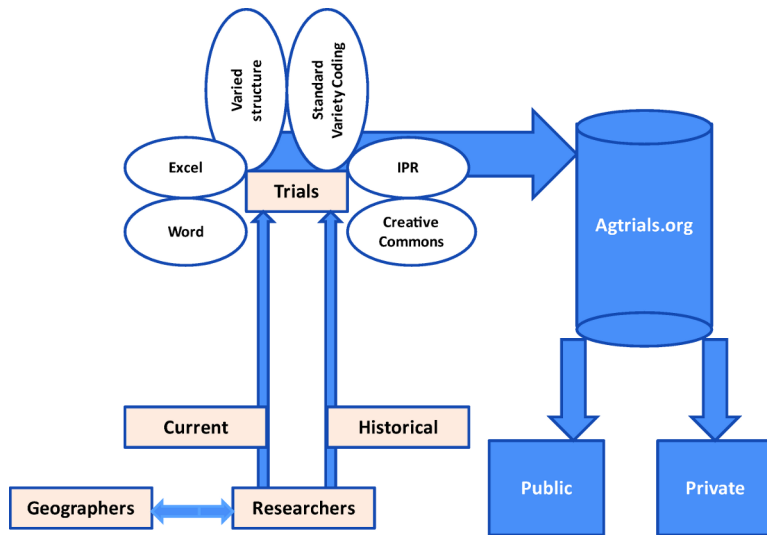 Varied
structure
Standard
Variety Coding
Excel
IPR
Trials
Word
Creative
Commons
Agtrials.org
Current
Historical
Public
Private
Geographers
Researchers